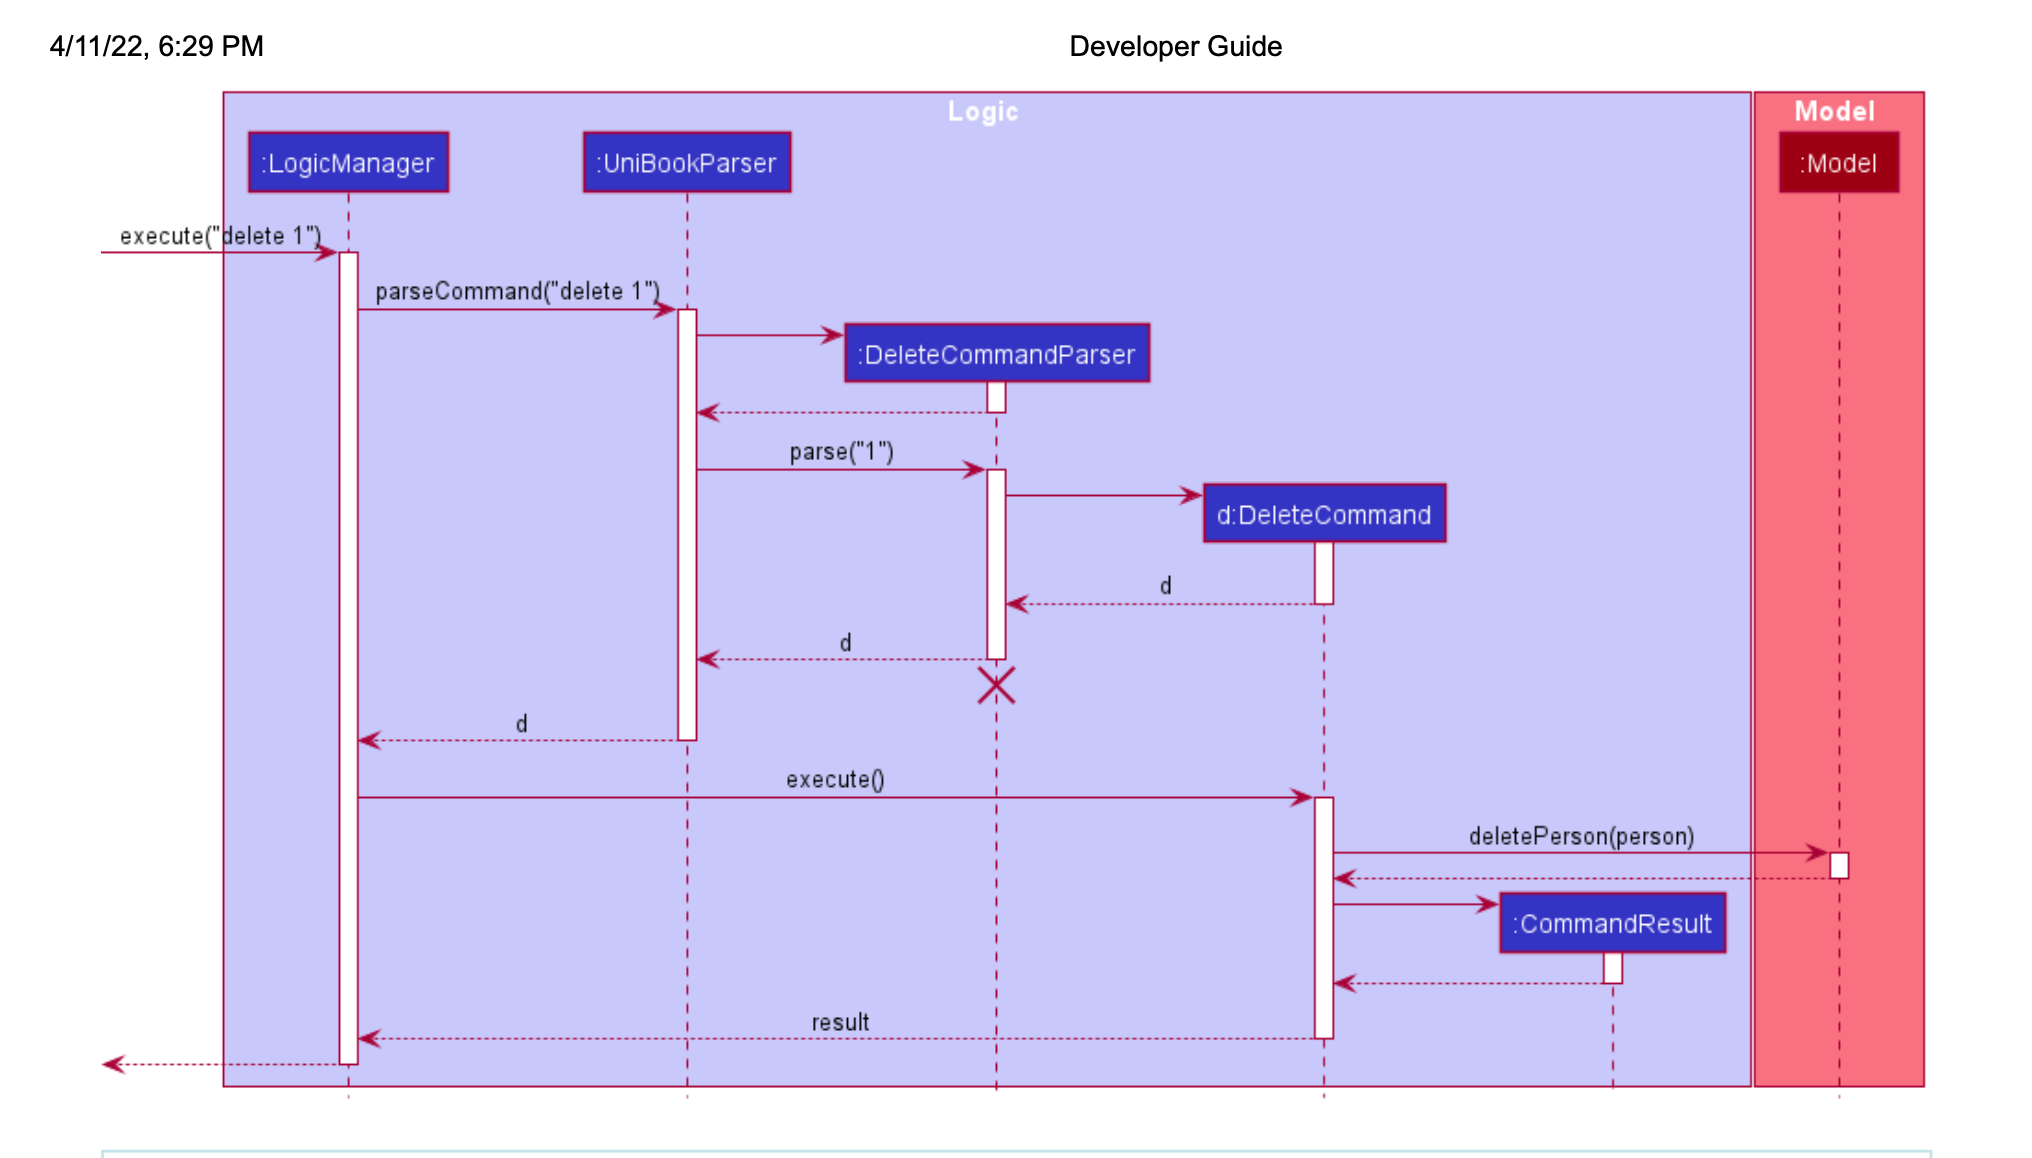 4/11/22, 6:29 PM
Developer Guide
Logic
Model
:LogicManager
:UniBookParser
:Model
execute("delete 1")
parseCommand("delete 1")
:DeleteCommandParser
parse("1")
d:DeleteCommand
d
d
d
execute()
deletePerson(person)
:CommandResult
result